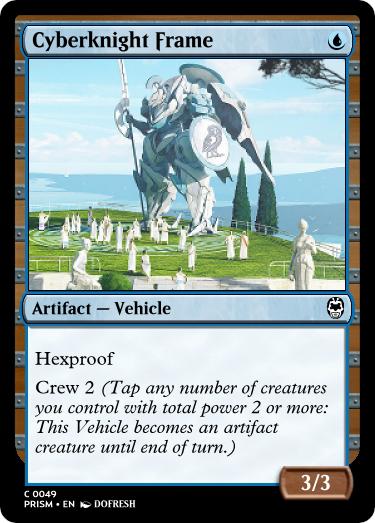 Cyberknight Frame
Artifact — Vehicle
Hexproof
Crew 2 (Tap any number of creatures
you control with total power 2 or more:
This Vehicle becomes an artifact
creature until end of turn.)
3/3
C 0049
PRISM • EN DOFRESH